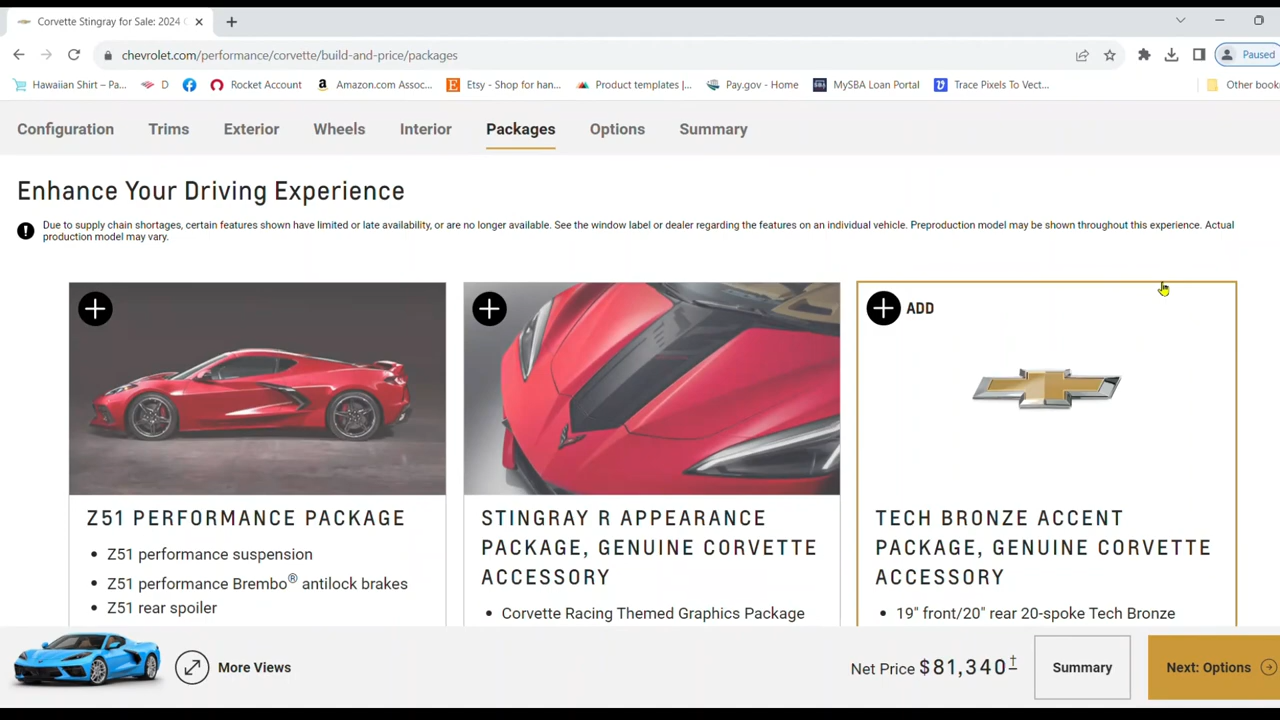 Corvette Stingray for Sale: 2024
chevrolet.com/performance/corvette/build-and-price/packages
Paused
Hawaiian Shirt – Pa...
D
Rocket Account
Amazon.com Assoc...
Etsy - Shop for han...
Product templates |...
Pay.gov - Home
MySBA Loan Portal
Trace Pixels To Vect...
Other book
Configuration
Trims
Exterior
Wheels
Interior
Packages
Options
Summary
Enhance Your Driving Experience
Due to supply chain shortages, certain features shown have limited or late availability, or are no longer available. See the window label or dealer regarding the features on an individual vehicle. Preproduction model may be shown throughout this experience. Actual
production model may vary.
ADD
Z51 PERFORMANCE PACKAGE
• Z51 performance suspension
• Z51 performance Brembo® antilock brakes
• Z51 rear spoiler
STINGRAY R APPEARANCE
PACKAGE, GENUINE CORVETTE
ACCESSORY
• Corvette Racing Themed Graphics Package
TECH BRONZE ACCENT
PACKAGE, GENUINE CORVETTE
ACCESSORY
• 19" front/20" rear 20-spoke Tech Bronze
More Views
Net Price $81,340†
Summary
Next: Options